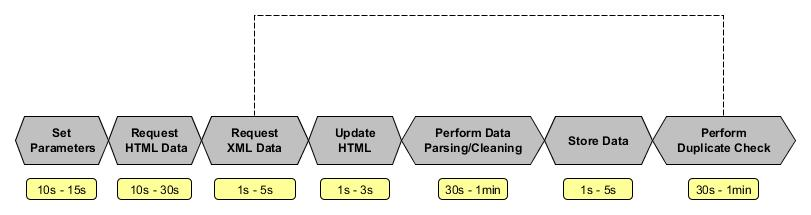 Set
Parameters
Request
HTML Data
Request
XML Data
Update
HTML
Perform Data
Parsing/Cleaning
Store Data
Perform
Duplicate Check
10s - 15s
10s - 30s
1s - 5s
1s - 3s
30s - 1min
1s - 5s
30s - 1min